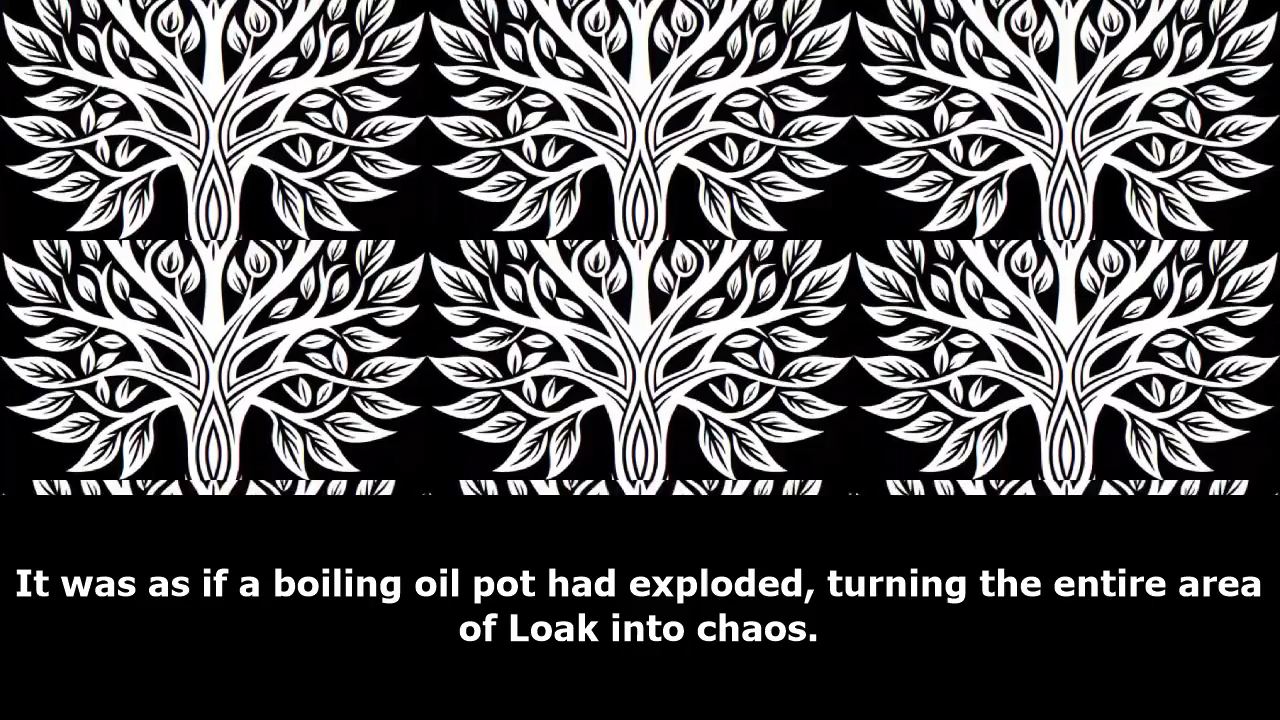 It was as if a boiling oil pot had exploded, turning the entire area
of Loak into chaos.